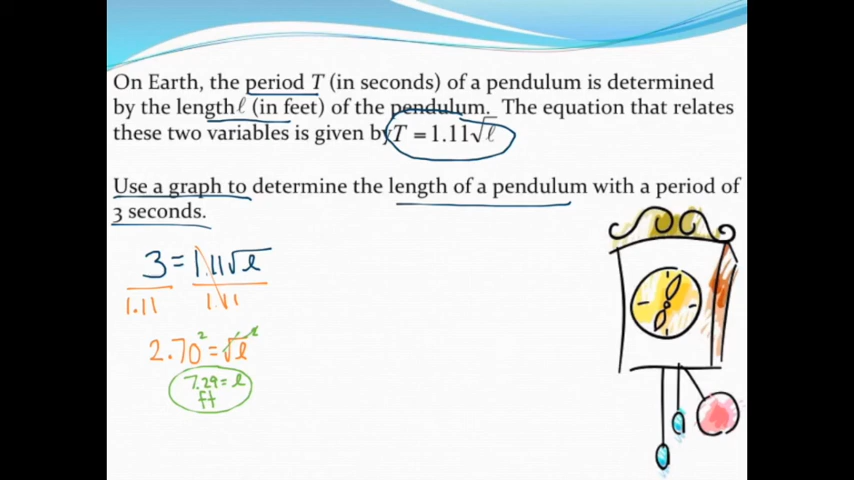 On Earth, the period T (in seconds) of a pendulum is determined
by the length ℓ (in feet) of the pendulum. The equation that relates
these two variables is given by T = 1.11√ℓ
Use a graph to determine the length of a pendulum with a period of
3 seconds.
3 = 1.11√ℓ
1.11 1.11
2.70² = √ℓ²
7.29 = ℓ
ft